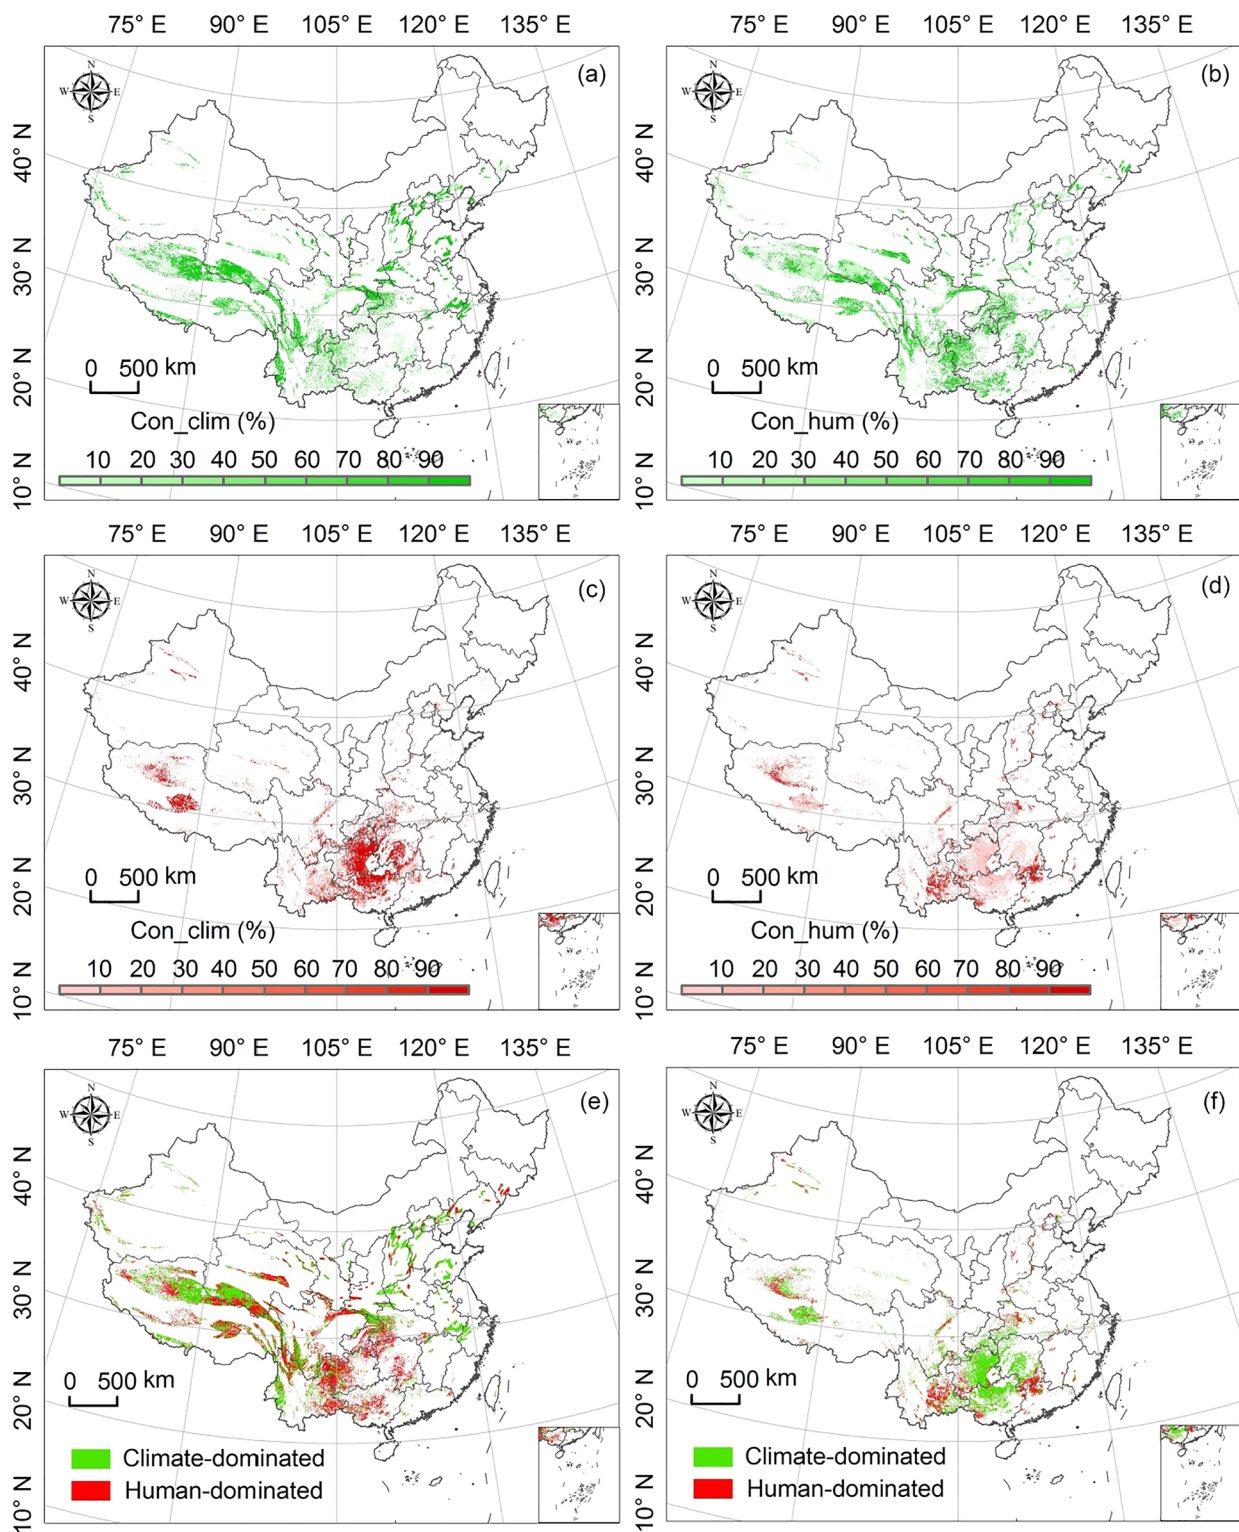 75° E 90° E 105° E 120° E 135° E
75° E 90° E 105° E 120° E 135° E
(a)
(b)
N
W E
S
N
W E
S
40° N
30° N
20° N
10° N
40° N
30° N
20° N
10° N
0 500 km
0 500 km
Con_clim (%)
Con_hum (%)
10 20 30 40 50 60 70 80 90
10 20 30 40 50 60 70 80 90
75° E 90° E 105° E 120° E 135° E
75° E 90° E 105° E 120° E 135° E
(c)
(d)
N
W E
S
N
W E
S
40° N
30° N
20° N
10° N
40° N
30° N
20° N
10° N
0 500 km
0 500 km
Con_clim (%)
Con_hum (%)
10 20 30 40 50 60 70 80 90
10 20 30 40 50 60 70 80 90
75° E 90° E 105° E 120° E 135° E
75° E 90° E 105° E 120° E 135° E
(e)
(f)
N
W E
S
N
W E
S
40° N
30° N
20° N
10° N
40° N
30° N
20° N
10° N
0 500 km
0 500 km
Climate-dominated
Human-dominated
Climate-dominated
Human-dominated